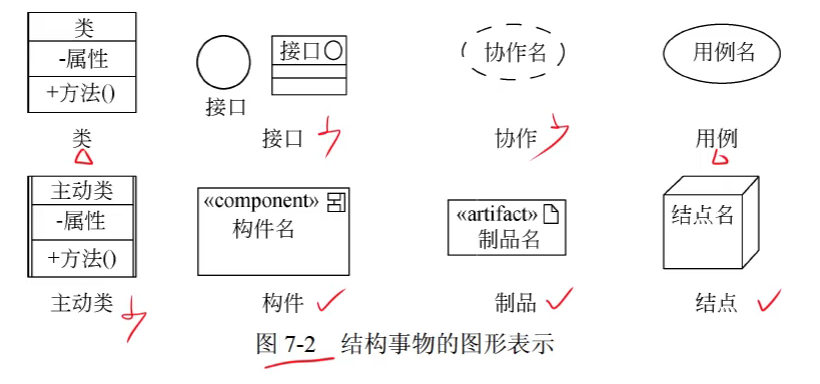 类
-属性
+方法()
类
接口
接口
接口
协作名
协作
用例名
用例
主动类
-属性
+方法()
主动类
«component»
构件名
构件
«artifact»
制品名
制品
结点名
结点
图 7-2 结构事物的图形表示